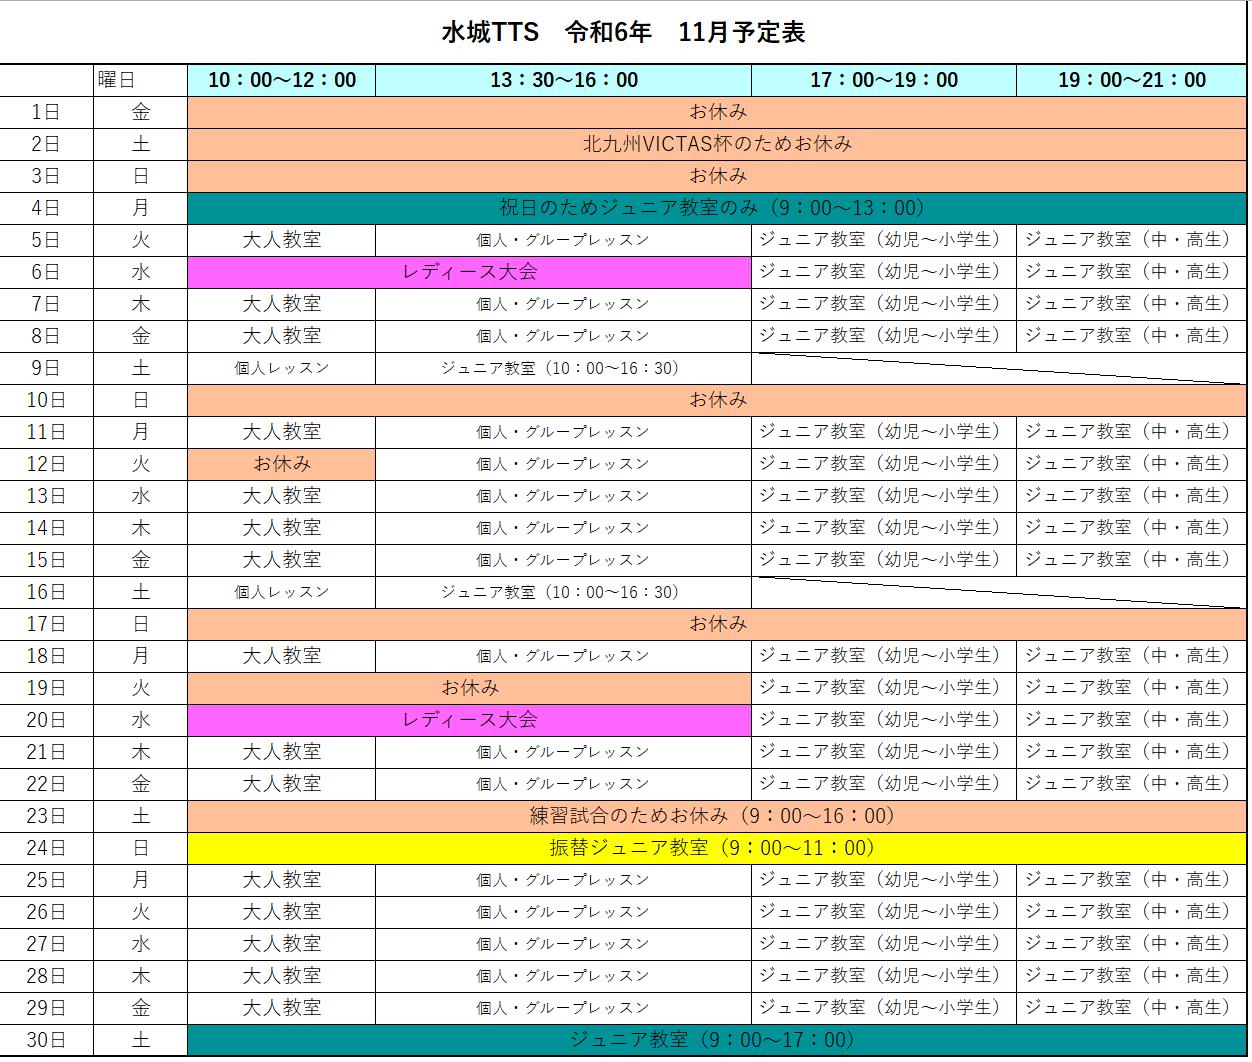 水城TTS　令和6年　11月予定表
曜日 10：00～12：00 13：30～16：00 17：00～19：00 19：00～21：00
1日 金 お休み
2日 土 北九州VICTAS杯のためお休み
3日 日 お休み
4日 月 祝日のためジュニア教室のみ（9：00～13：00）
5日 火 大人教室 個人・グループレッスン ジュニア教室（幼児～小学生） ジュニア教室（中・高生）
6日 水 レディース大会 ジュニア教室（幼児～小学生） ジュニア教室（中・高生）
7日 木 大人教室 個人・グループレッスン ジュニア教室（幼児～小学生） ジュニア教室（中・高生）
8日 金 大人教室 個人・グループレッスン ジュニア教室（幼児～小学生） ジュニア教室（中・高生）
9日 土 個人レッスン ジュニア教室（10：00～16：30）
10日 日 お休み
11日 月 大人教室 個人・グループレッスン ジュニア教室（幼児～小学生） ジュニア教室（中・高生）
12日 火 お休み 個人・グループレッスン ジュニア教室（幼児～小学生） ジュニア教室（中・高生）
13日 水 大人教室 個人・グループレッスン ジュニア教室（幼児～小学生） ジュニア教室（中・高生）
14日 木 大人教室 個人・グループレッスン ジュニア教室（幼児～小学生） ジュニア教室（中・高生）
15日 金 大人教室 個人・グループレッスン ジュニア教室（幼児～小学生） ジュニア教室（中・高生）
16日 土 個人レッスン ジュニア教室（10：00～16：30）
17日 日 お休み
18日 月 大人教室 個人・グループレッスン ジュニア教室（幼児～小学生） ジュニア教室（中・高生）
19日 火 お休み ジュニア教室（幼児～小学生） ジュニア教室（中・高生）
20日 水 レディース大会 ジュニア教室（幼児～小学生） ジュニア教室（中・高生）
21日 木 大人教室 個人・グループレッスン ジュニア教室（幼児～小学生） ジュニア教室（中・高生）
22日 金 大人教室 個人・グループレッスン ジュニア教室（幼児～小学生） ジュニア教室（中・高生）
23日 土 練習試合のためお休み（9：00～16：00）
24日 日 振替ジュニア教室（9：00～11：00）
25日 月 大人教室 個人・グループレッスン ジュニア教室（幼児～小学生） ジュニア教室（中・高生）
26日 火 大人教室 個人・グループレッスン ジュニア教室（幼児～小学生） ジュニア教室（中・高生）
27日 水 大人教室 個人・グループレッスン ジュニア教室（幼児～小学生） ジュニア教室（中・高生）
28日 木 大人教室 個人・グループレッスン ジュニア教室（幼児～小学生） ジュニア教室（中・高生）
29日 金 大人教室 個人・グループレッスン ジュニア教室（幼児～小学生） ジュニア教室（中・高生）
30日 土 ジュニア教室（9：00～17：00）